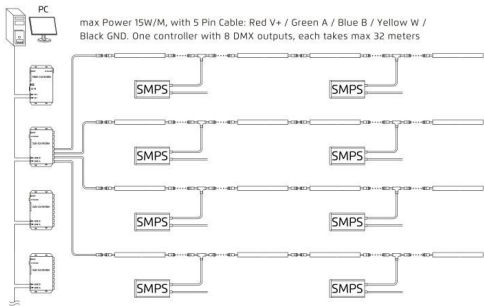 PC
max Power 15W/M, with 5 Pin Cable: Red V+ / Green A / Blue B / Yellow W /
Black GND. One controller with 8 DMX outputs, each takes max 32 meters
SMPS
SMPS
SMPS
SMPS
SMPS
SMPS
SMPS
SMPS